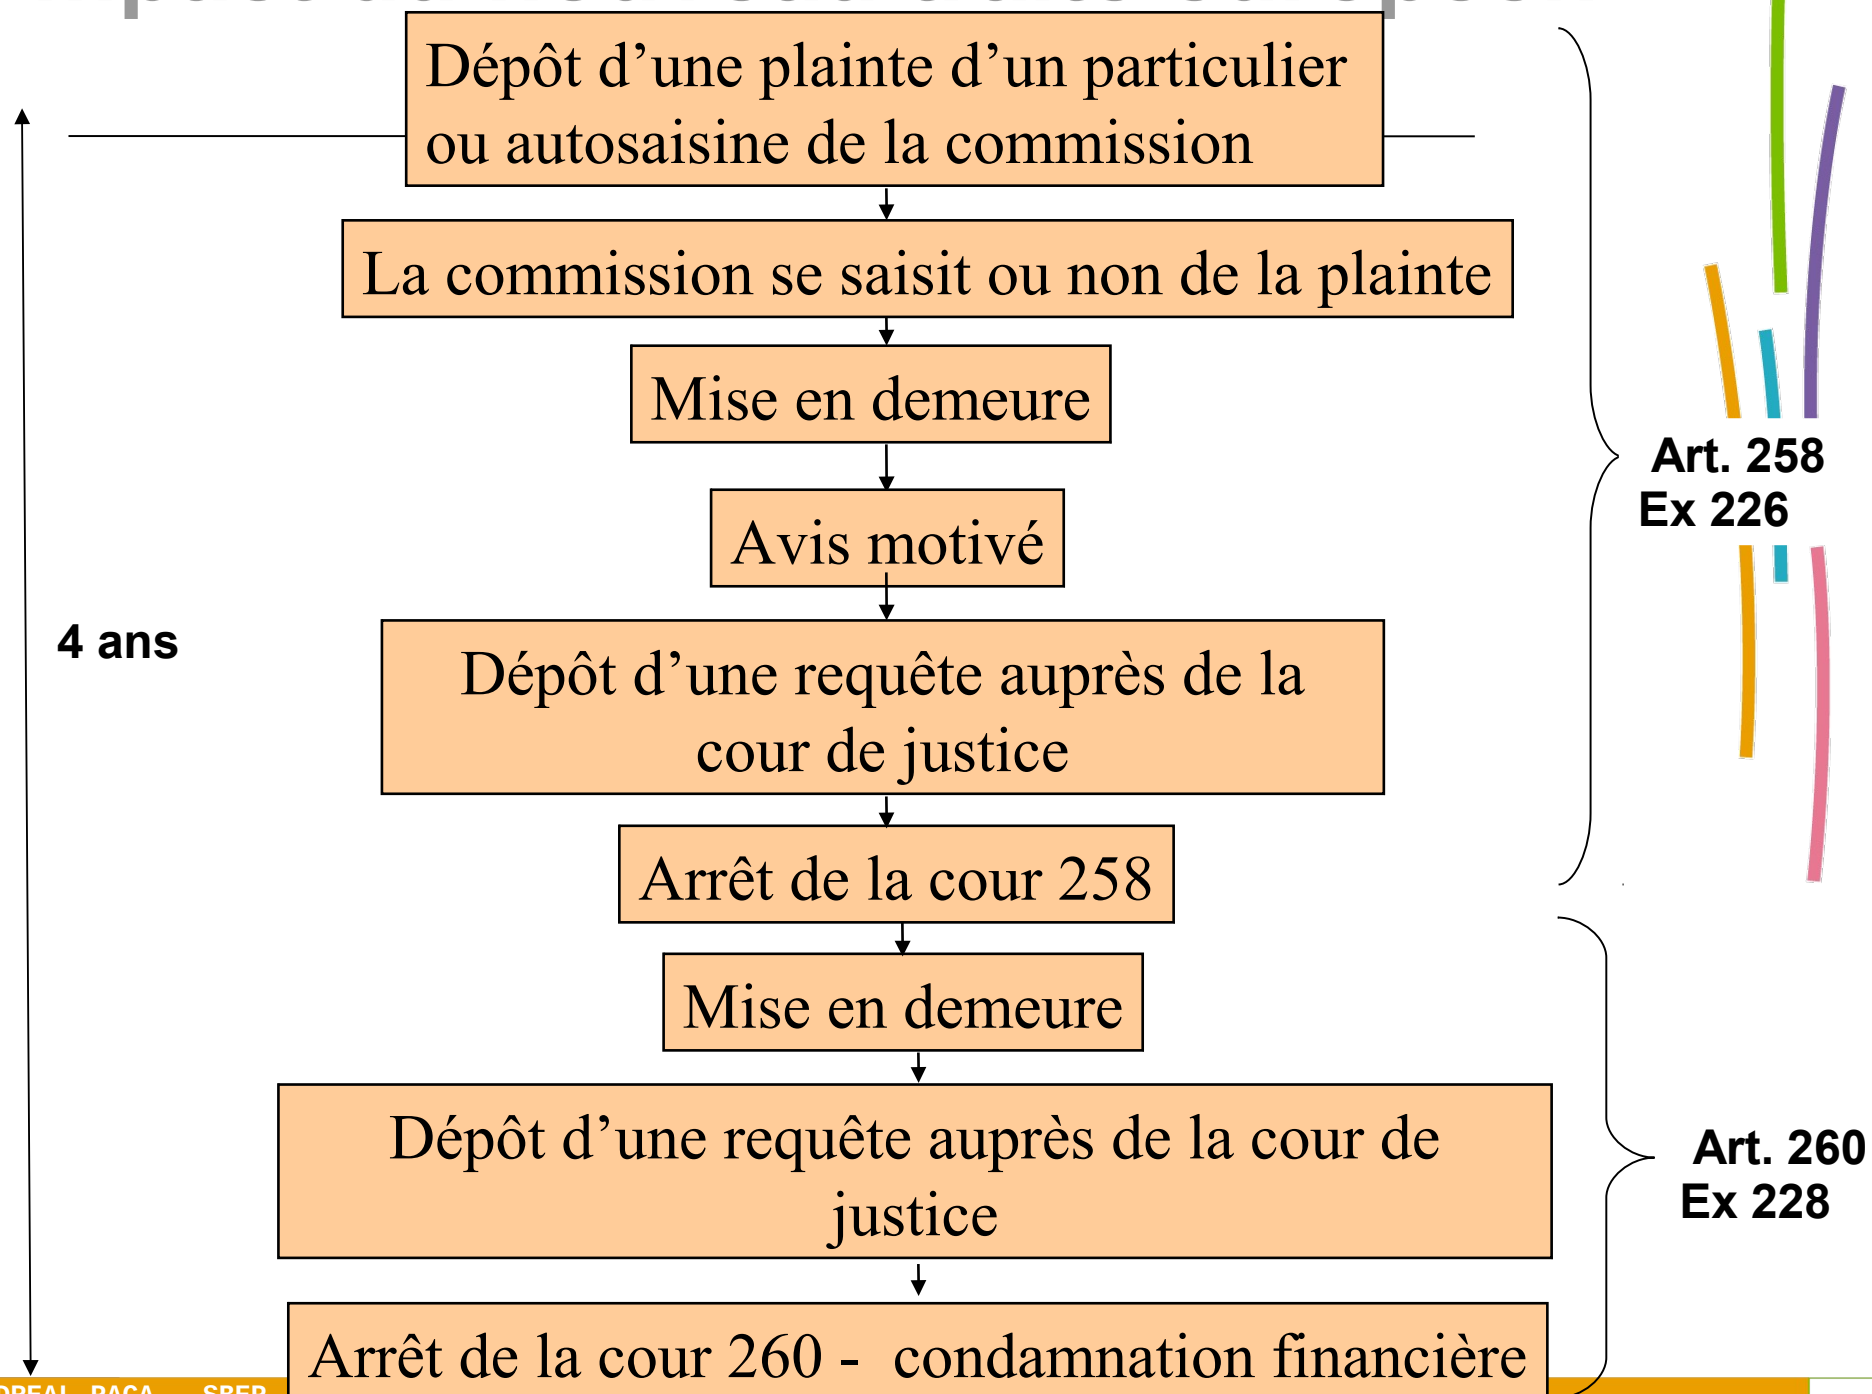 Dépôt d’une plainte d’un particulier
ou autosaisine de la commission
La commission se saisit ou non de la plainte
Mise en demeure
Art. 258
Ex 226
Avis motivé
4 ans
Dépôt d’une requête auprès de la
cour de justice
Arrêt de la cour 258
Mise en demeure
Dépôt d’une requête auprès de la cour de
justice
Art. 260
Ex 228
Arrêt de la cour 260 - condamnation financière